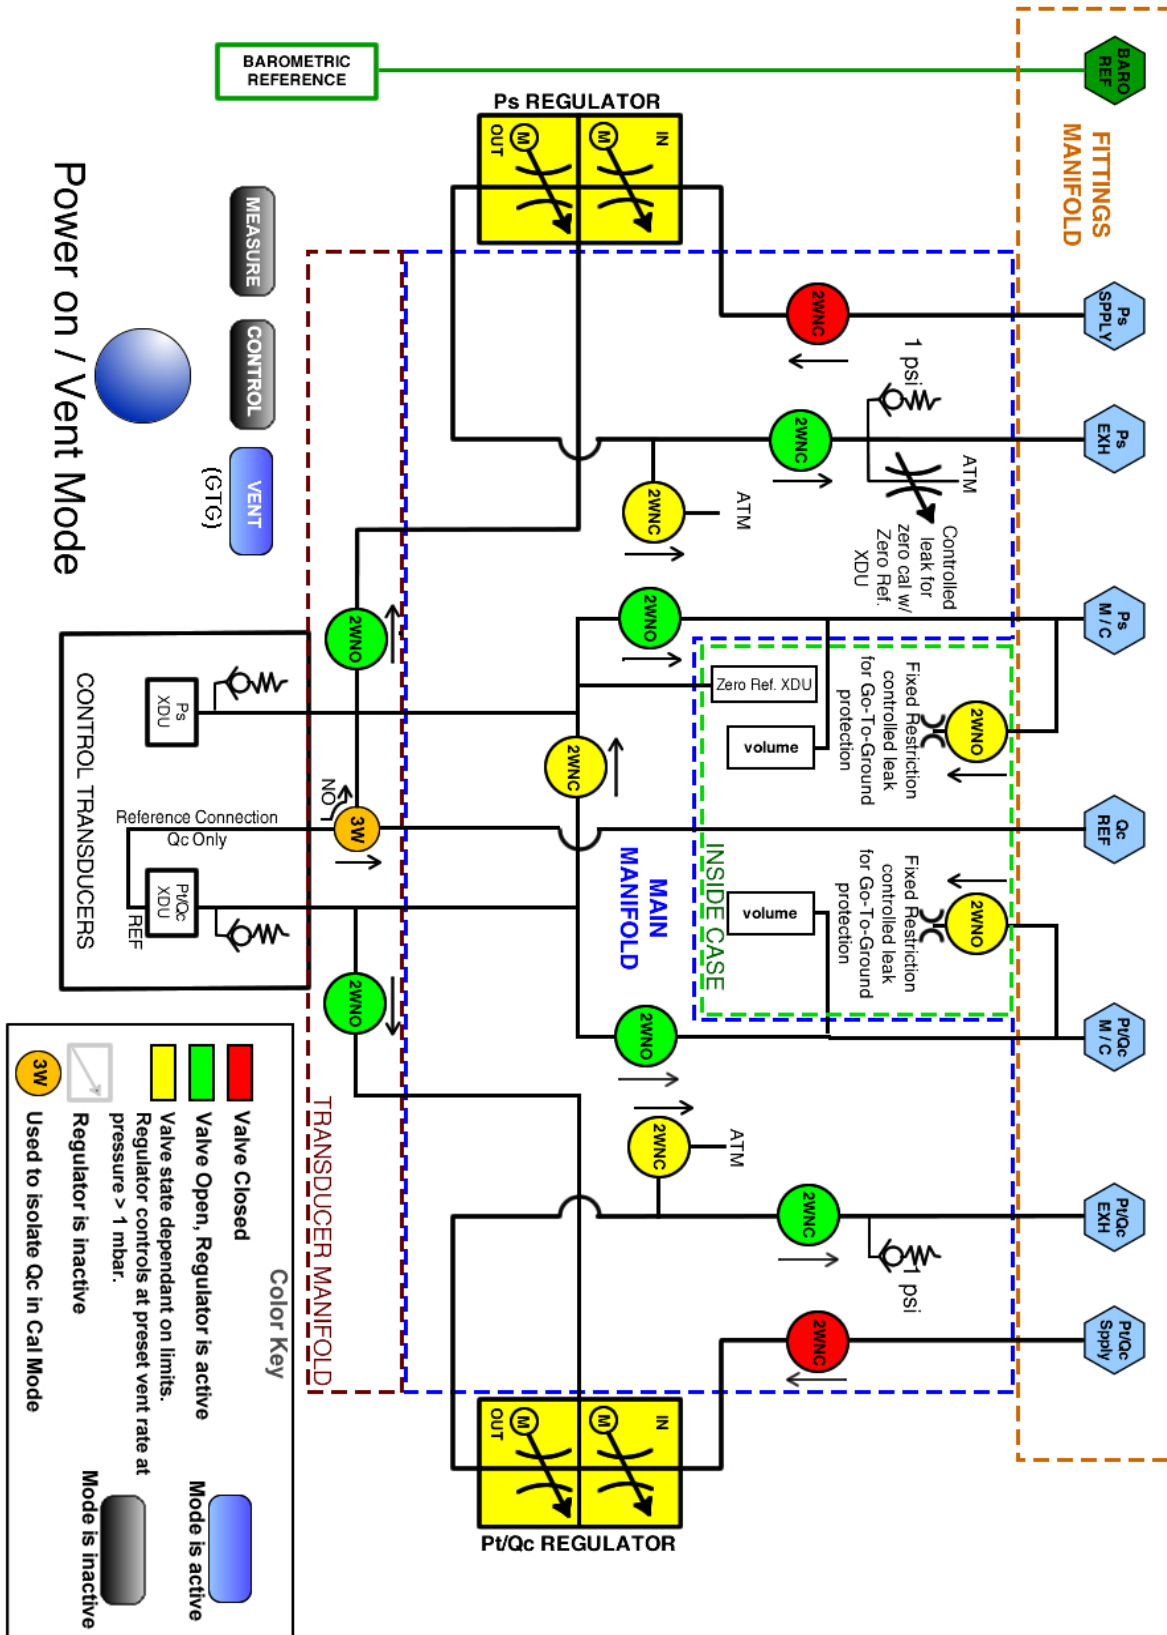 BAROMETRIC
REFERENCE
BARO
REF
FITTINGS
MANIFOLD
Ps REGULATOR
IN
M
OUT
M
Ps
SPPLY
2WNC
1 psi
Ps
EXH
2WNC
ATM
2WNC
ATM
Controlled
leak for
zero cal w/
Zero Ref.
XDU
Ps
M / C
2WNO
2WNO
Zero Ref. XDU
volume
Fixed Restriction
controlled leak
for Go-To-Ground
protection
2WNO
2WNC
Qc
REF
INSIDE CASE
MAIN
MANIFOLD
volume
Fixed Restriction
controlled leak
for Go-To-Ground
protection
2WNO
Pt/Qc
M / C
2WNO
2WNO
ATM
2WNC
Pt/Qc
EXH
2WNC
1 psi
Pt/Qc
Spply
2WNC
IN
M
OUT
M
Pt/Qc REGULATOR
TRANSDUCER MANIFOLD
MEASURE
CONTROL
VENT
(GTG)
Power on / Vent Mode
CONTROL TRANSDUCERS
Ps
XDU
NO
3W
Reference Connection
Qc Only
Pt/Qc
XDU
REF
Color Key
Valve Closed
Valve Open, Regulator is active
Valve state dependant on limits.
Regulator controls at preset vent rate at
pressure > 1 mbar.
Regulator is inactive
3W
Used to isolate Qc in Cal Mode
Mode is active
Mode is inactive